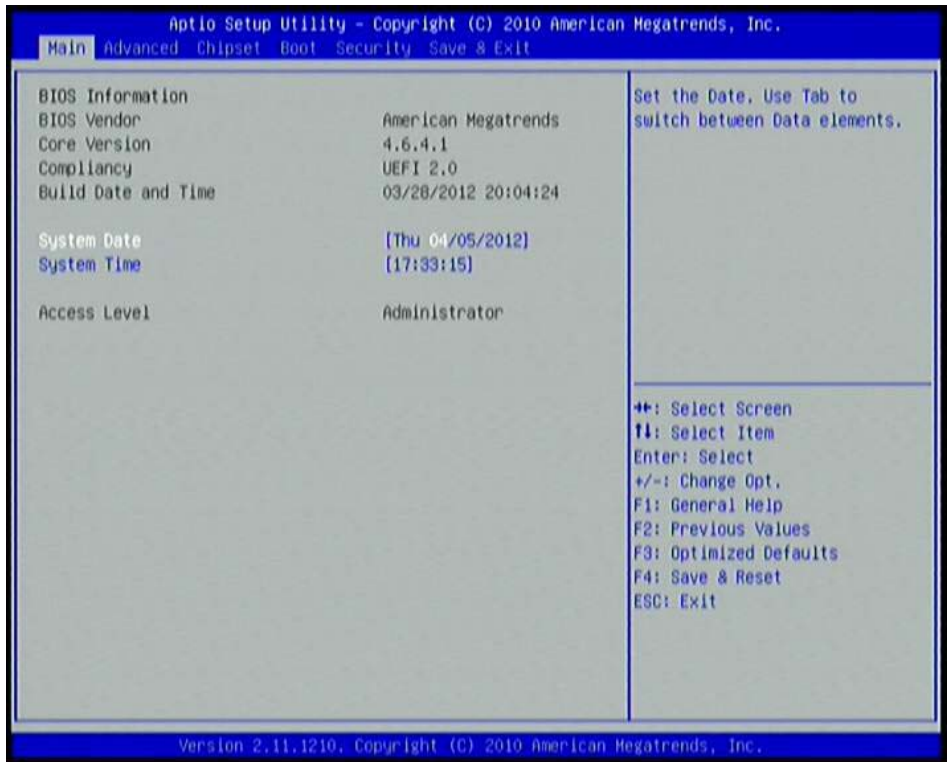 Aptio Setup Utility - Copyright (C) 2010 American Megatrends, Inc.
Main Advanced Chipset Boot Security Save & Exit
BIOS Information
BIOS Vendor American Megatrends
Core Version 4.6.4.1
Compliancy UEFI 2.0
Build Date and Time 03/28/2012 20:04:24
System Date [Thu 04/05/2012]
System Time [17:33:15]
Access Level Administrator
Set the Date. Use Tab to
switch between Data elements.
→←: Select Screen
↑↓: Select Item
Enter: Select
+/-: Change Opt.
F1: General Help
F2: Previous Values
F3: Optimized Defaults
F4: Save & Reset
ESC: Exit
Version 2.11.1210. Copyright (C) 2010 American Megatrends, Inc.